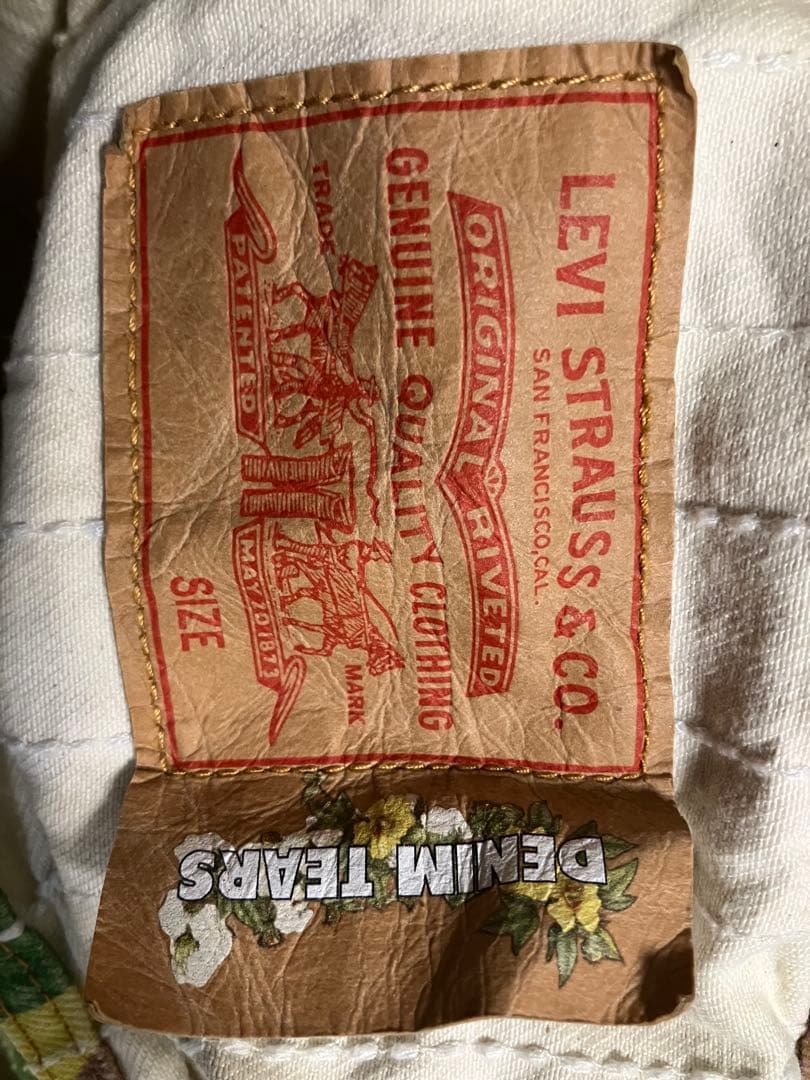 LEVI STRAUSS & CO.
SAN FRANCISCO, CAL.
ORIGINAL RIVETED
GENUINE QUALITY CLOTHING
TRADE MARK
PATENTED MAY 20 1873
SIZE
DENIM TEARS